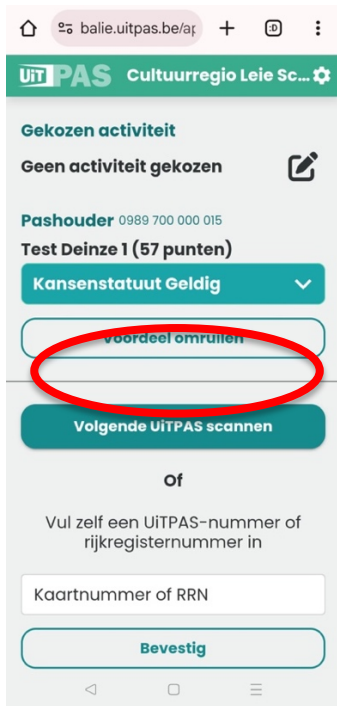 balie.uitpas.be/ap
:D
UiTPAS Cultuurregio Leie Sc...
Gekozen activiteit
Geen activiteit gekozen
Pashouder 0989 700 000 015
Test Deinze 1 (57 punten)
Kansenstatuut Geldig
Voordeel omruilen
Volgende UiTPAS scannen
Of
Vul zelf een UiTPAS-nummer of
rijkregisternummer in
Kaartnummer of RRN
Bevestig